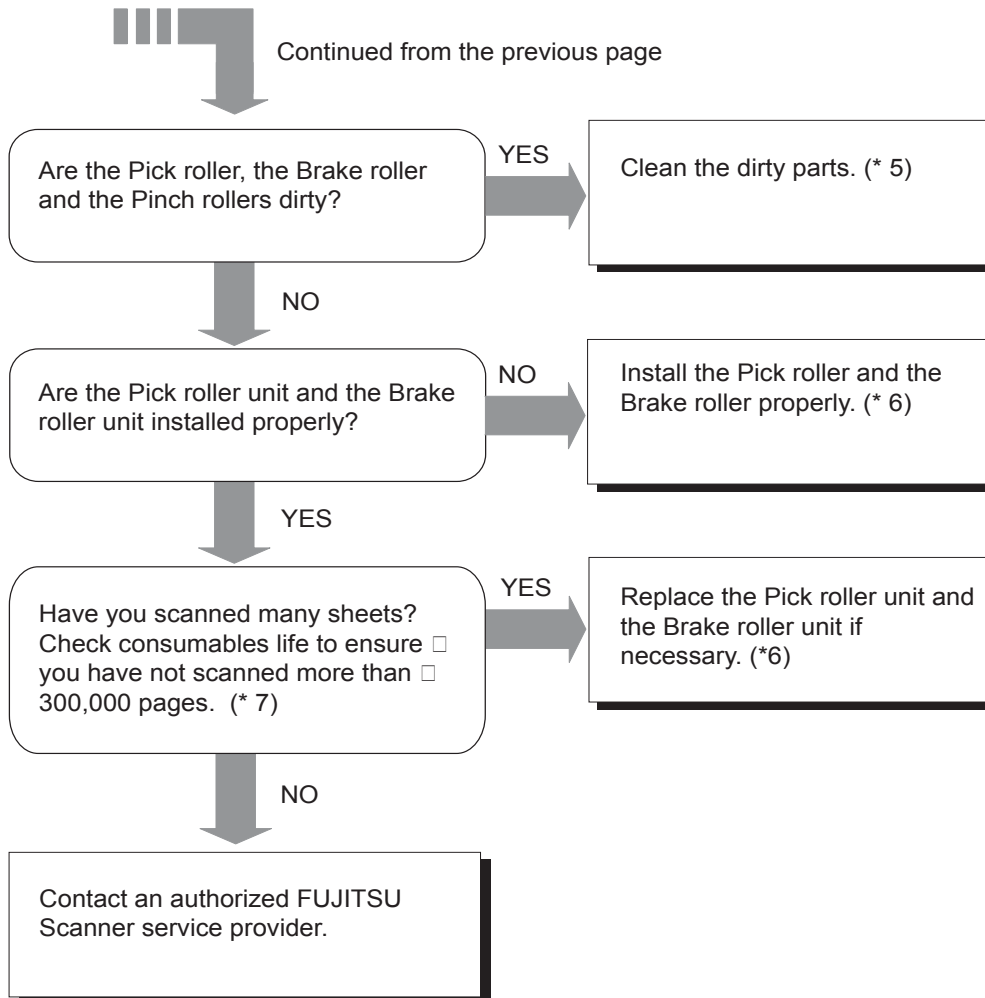 Continued from the previous page
Are the Pick roller, the Brake roller
and the Pinch rollers dirty?
YES
Clean the dirty parts. (* 5)
NO
Are the Pick roller unit and the Brake
roller unit installed properly?
NO
Install the Pick roller and the
Brake roller properly. (* 6)
YES
Have you scanned many sheets?
Check consumables life to ensure □
you have not scanned more than □
300,000 pages.  (* 7)
YES
Replace the Pick roller unit and
the Brake roller unit if
necessary. (*6)
NO
Contact an authorized FUJITSU
Scanner service provider.